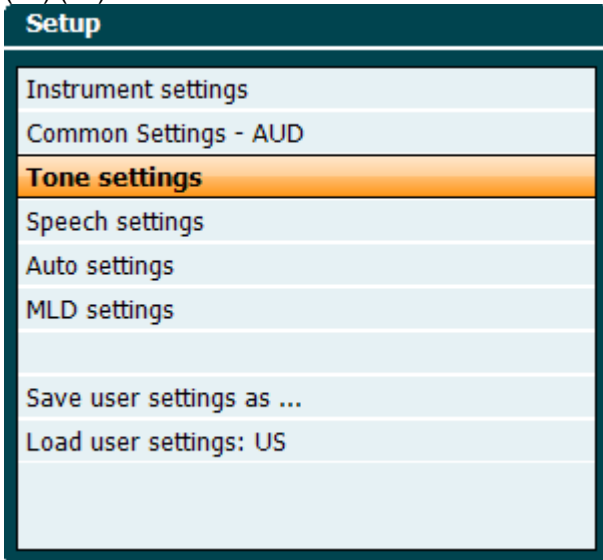 Setup
Instrument settings
Common Settings - AUD
Tone settings
Speech settings
Auto settings
MLD settings
Save user settings as ...
Load user settings: US